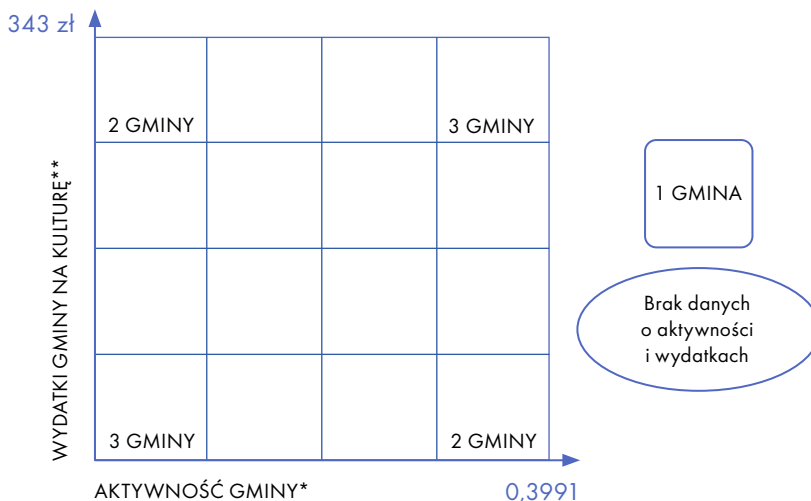 343 zł
WYDATKI GMINY NA KULTURĘ**
2 GMINY
3 GMINY
3 GMINY
2 GMINY
AKTYWNOŚĆ GMINY*
0,3991
1 GMINA
Brak danych
o aktywności
i wydatkach